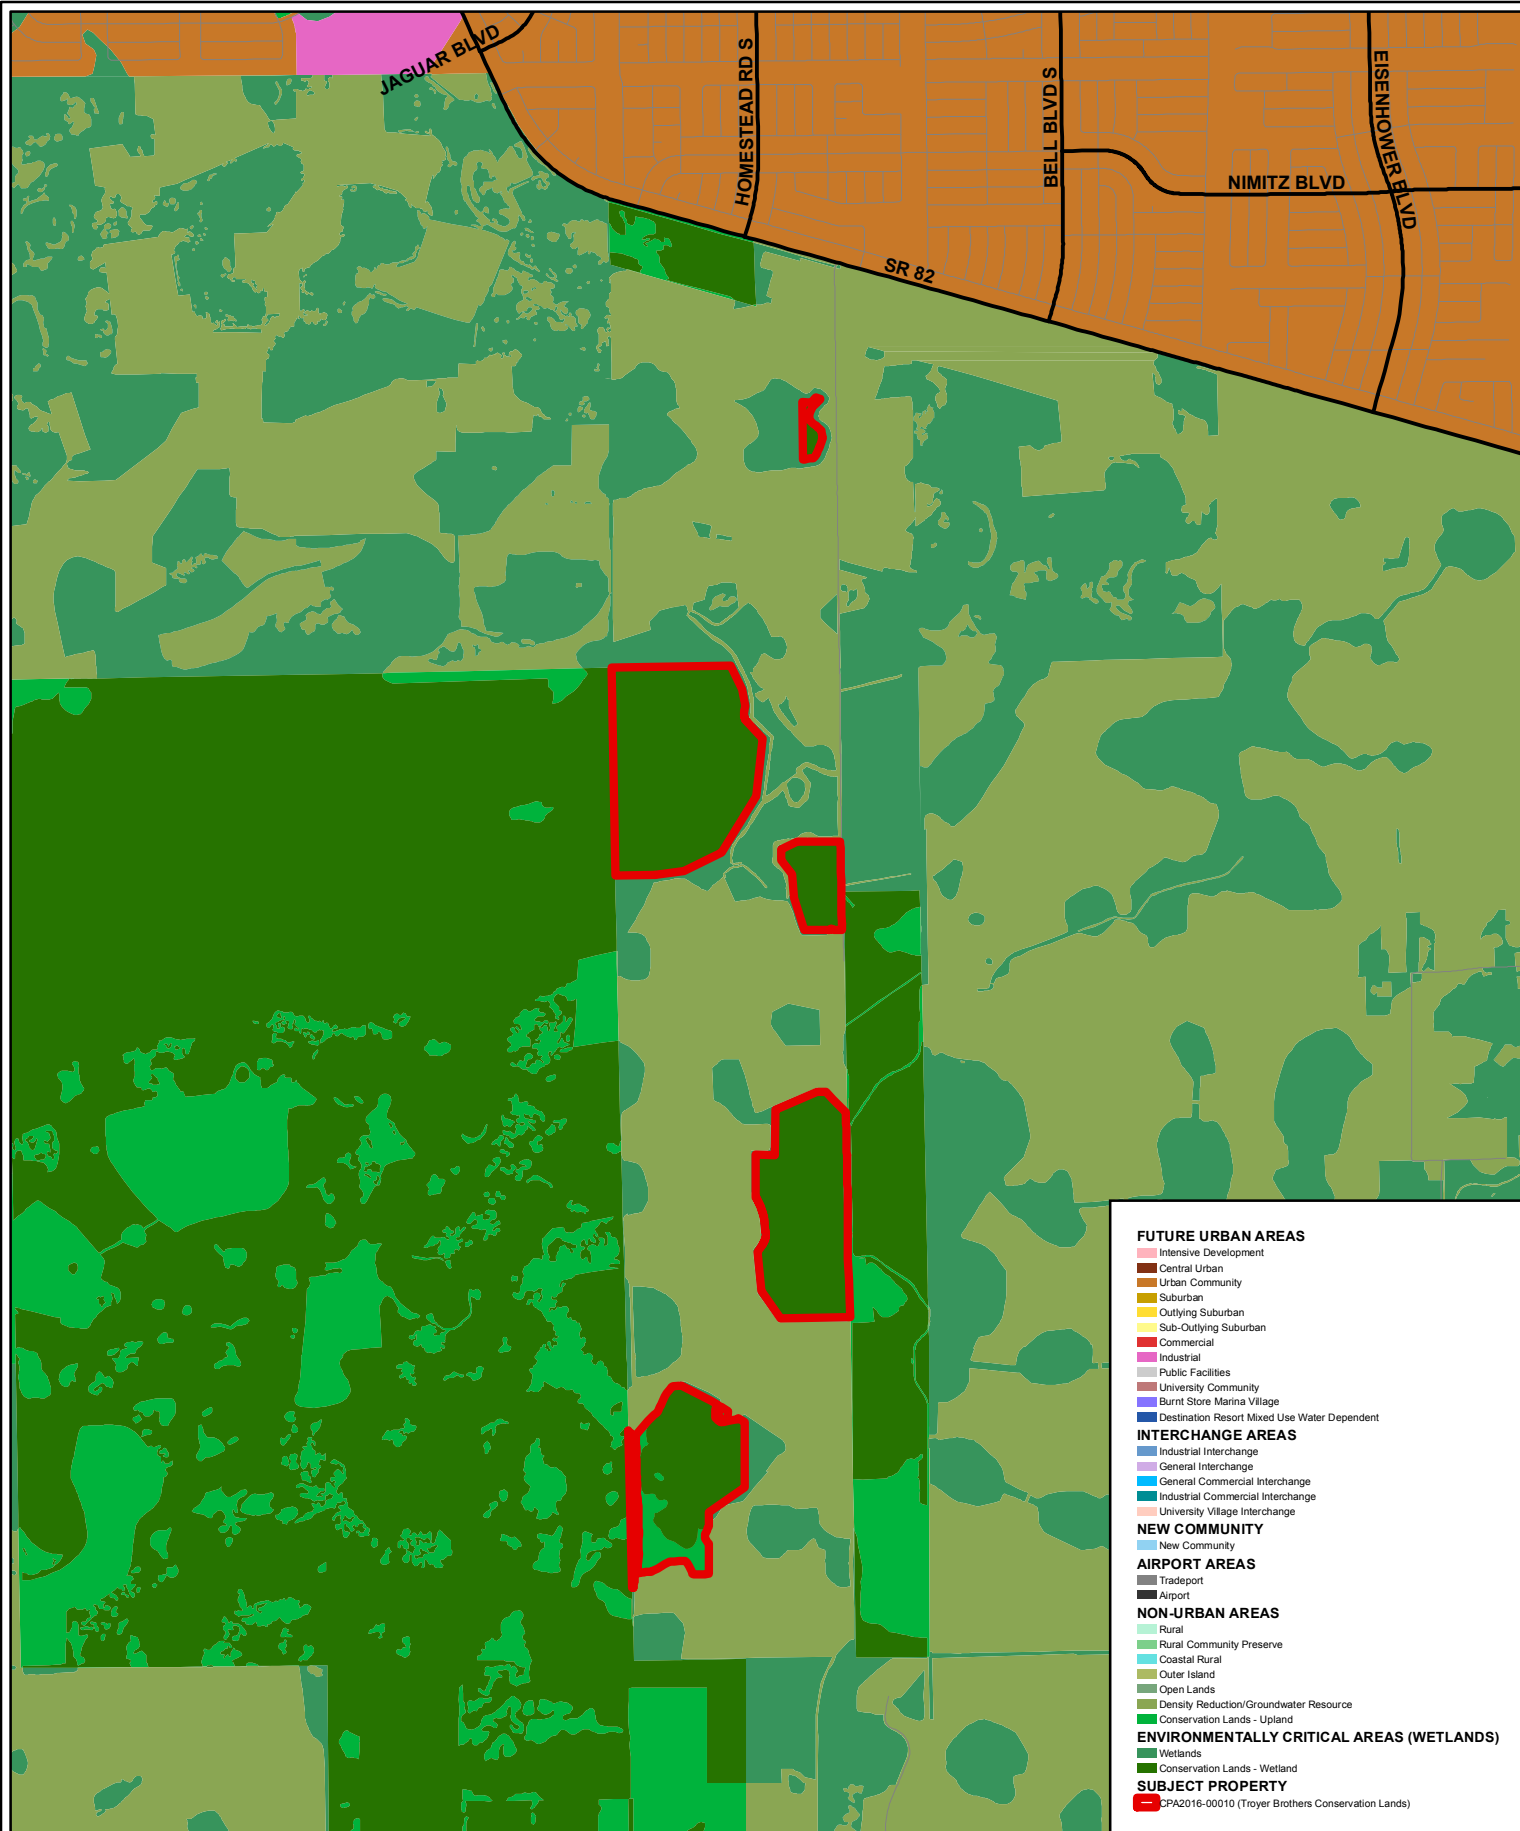 JAGUAR BLVD
HOMESTEAD RD S
BELL BLVD S
EISENHOWER BLVD
NIMITZ BLVD
SR 82
FUTURE URBAN AREAS
Intensive Development
Central Urban
Urban Community
Suburban
Outlying Suburban
Sub-Outlying Suburban
Commercial
Industrial
Public Facilities
University Community
Burnt Store Marina Village
Destination Resort Mixed Use Water Dependent
INTERCHANGE AREAS
Industrial Interchange
General Interchange
General Commercial Interchange
Industrial Commercial Interchange
University Village Interchange
NEW COMMUNITY
New Community
AIRPORT AREAS
Tradeport
Airport
NON-URBAN AREAS
Rural
Rural Community Preserve
Coastal Rural
Outer Island
Open Lands
Density Reduction/Groundwater Resource
Conservation Lands - Upland
ENVIRONMENTALLY CRITICAL AREAS (WETLANDS)
Wetlands
Conservation Lands - Wetland
SUBJECT PROPERTY
CPA2016-00010 (Troyer Brothers Conservation Lands)